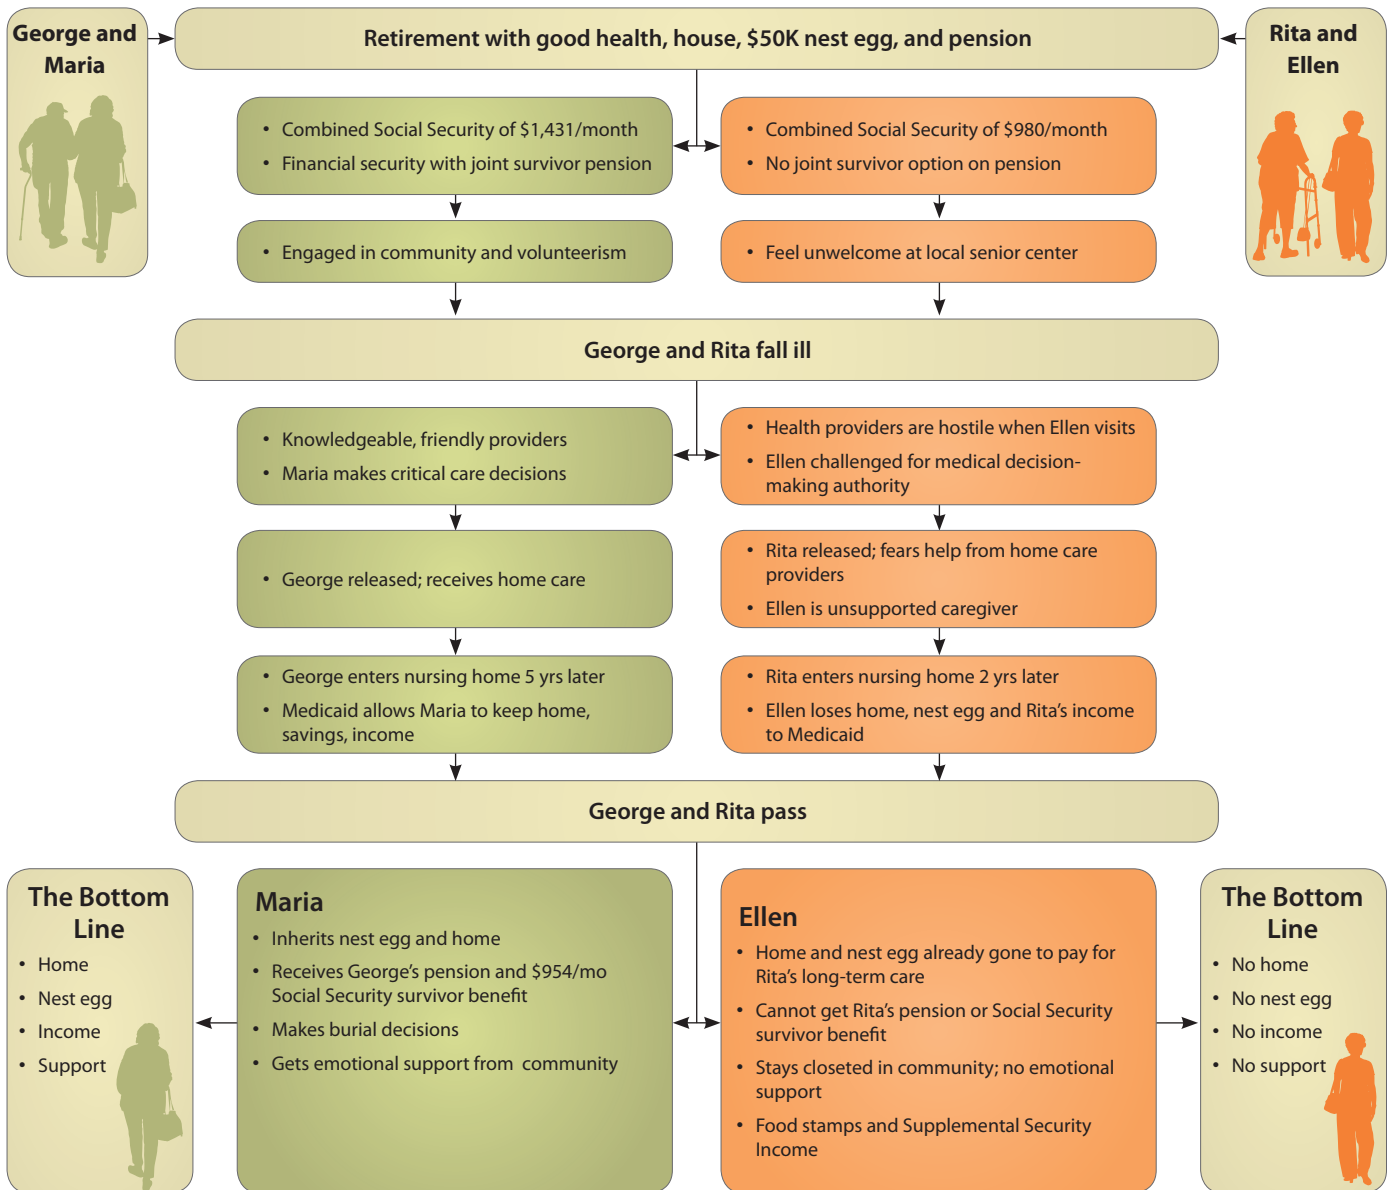 George and
Maria
Retirement with good health, house, $50K nest egg, and pension
Rita and
Ellen
• Combined Social Security of $1,431/month
• Financial security with joint survivor pension
• Combined Social Security of $980/month
• No joint survivor option on pension
• Engaged in community and volunteerism
• Feel unwelcome at local senior center
George and Rita fall ill
• Knowledgeable, friendly providers
• Maria makes critical care decisions
• Health providers are hostile when Ellen visits
• Ellen challenged for medical decision-
making authority
• George released; receives home care
• Rita released; fears help from home care
providers
• Ellen is unsupported caregiver
• George enters nursing home 5 yrs later
• Medicaid allows Maria to keep home,
savings, income
• Rita enters nursing home 2 yrs later
• Ellen loses home, nest egg and Rita's income
to Medicaid
George and Rita pass
The Bottom
Line
• Home
• Nest egg
• Income
• Support
Maria
• Inherits nest egg and home
• Receives George's pension and $954/mo
Social Security survivor benefit
• Makes burial decisions
• Gets emotional support from community
Ellen
• Home and nest egg already gone to pay for
Rita's long-term care
• Cannot get Rita's pension or Social Security
survivor benefit
• Stays closeted in community; no emotional
support
• Food stamps and Supplemental Security
Income
The Bottom
Line
• No home
• No nest egg
• No income
• No support